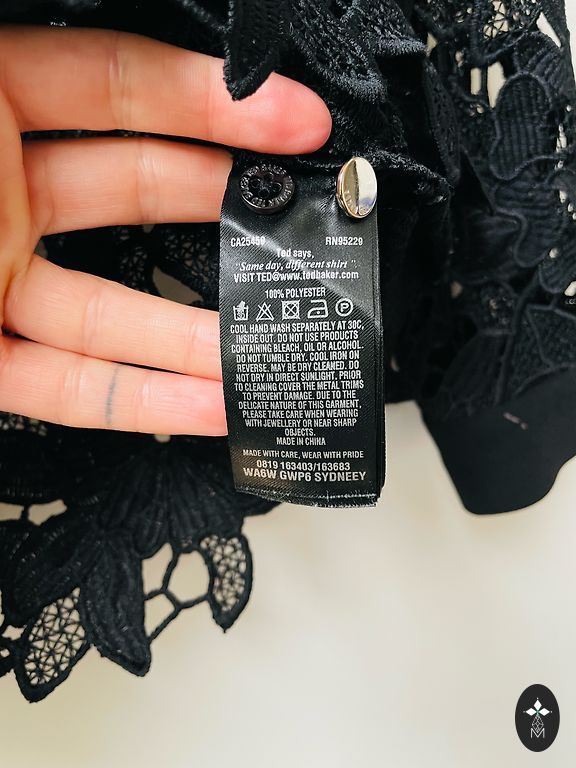 CA25459 RN95220
Ted says,
"Same day, different shirt".
VISIT TED@www.tedbaker.com
100% POLYESTER
P
COOL HAND WASH SEPARATELY AT 30C,
INSIDE OUT. DO NOT USE PRODUCTS
CONTAINING BLEACH, OIL OR ALCOHOL.
DO NOT TUMBLE DRY. COOL IRON ON
REVERSE. MAY BE DRY CLEANED. DO
NOT DRY IN DIRECT SUNLIGHT. PRIOR
TO CLEANING COVER THE METAL TRIMS
TO PREVENT DAMAGE. DUE TO THE
DELICATE NATURE OF THIS GARMENT,
PLEASE TAKE CARE WHEN WEARING
WITH JEWELLERY OR NEAR SHARP
OBJECTS.
MADE IN CHINA
MADE WITH CARE, WEAR WITH PRIDE
0819 163403/163683
WA6W GWP6 SYDNEEY
M